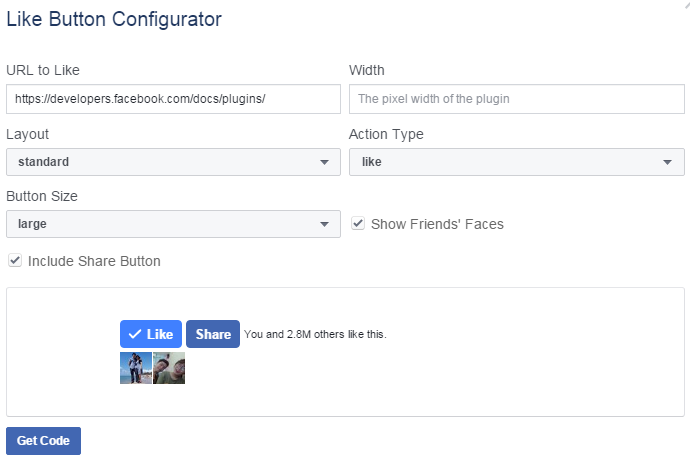 Like Button Configurator
URL to Like
Width
https://developers.facebook.com/docs/plugins/
The pixel width of the plugin
Layout
Action Type
standard
like
Button Size
large
Show Friends' Faces
Include Share Button
Like
Share
You and 2.8M others like this.
Get Code